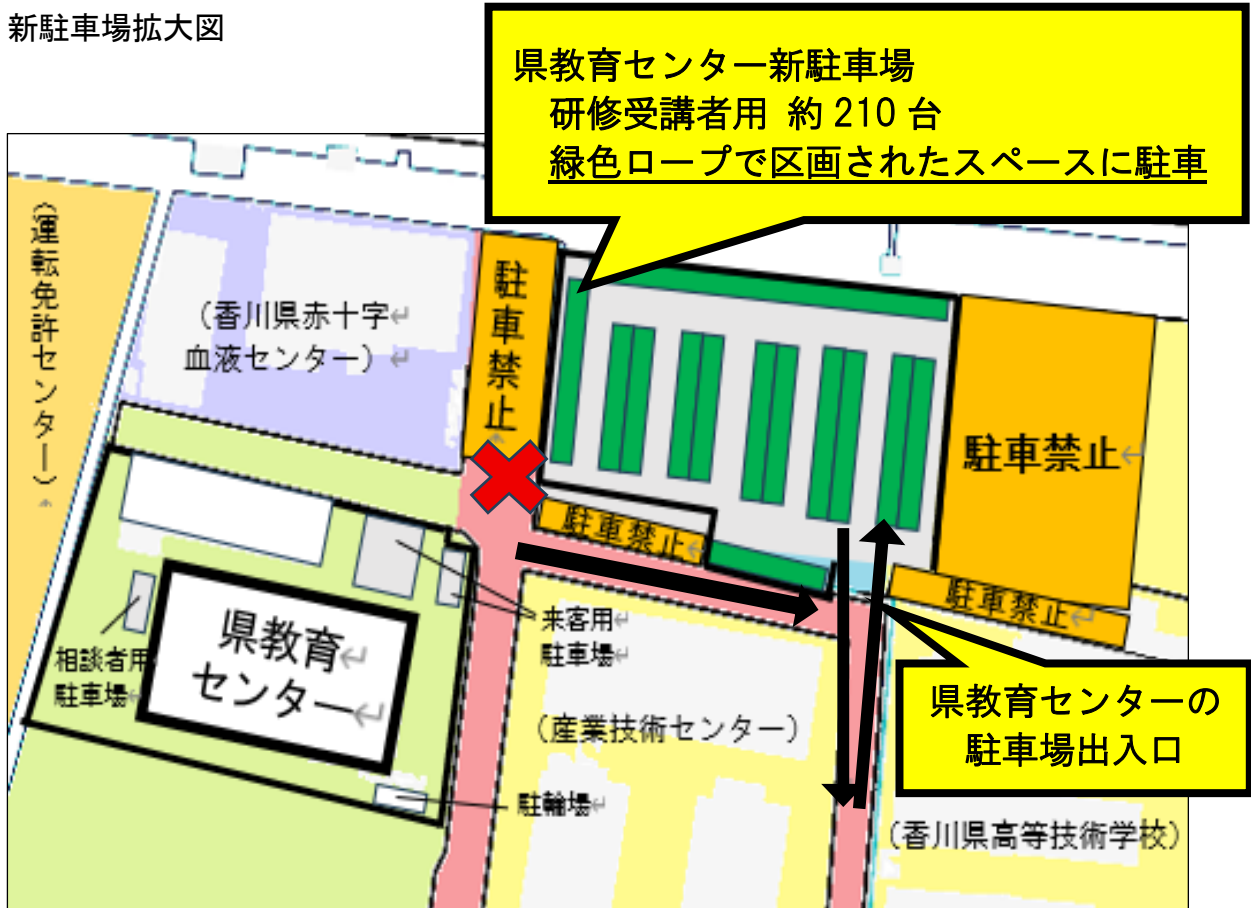 新駐車場拡大図
県教育センター新駐車場
研修受講者用 約 210 台
緑色ロープで区画されたスペースに駐車
(運転免許センター)
(香川県赤十字
血液センター)
駐車禁止
駐車禁止
駐車禁止
駐車禁止
県教育
センター
相談者用
駐車場
来客用
駐車場
(産業技術センター)
駐輪場
県教育センターの
駐車場出入口
(香川県高等技術学校)